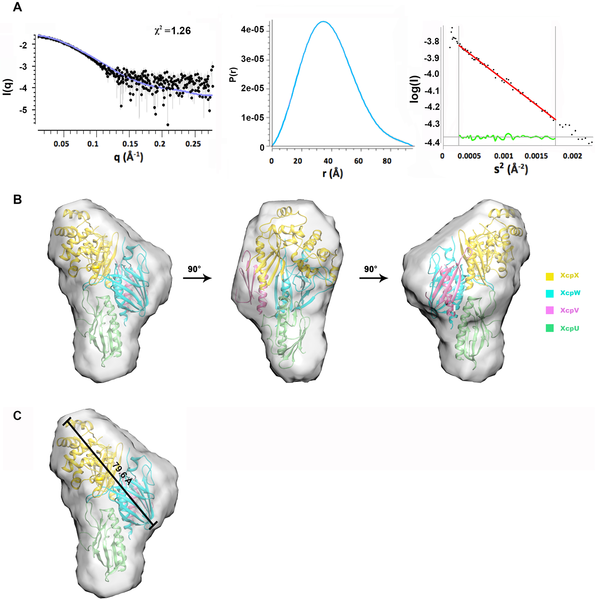 A
χ² = 1.26
I(q)
-2
-3
-4
-5
0.05
0.1
0.15
0.2
0.25
q (Å⁻¹)
P(r)
4e-05
3e-05
2e-05
1e-05
0
0
20
40
60
80
r (Å)
log(I)
-3.8
-3.9
-4.0
-4.1
-4.2
-4.3
-4.4
0
0.0005
0.001
0.0015
0.002
s² (Å⁻²)
B
90°
90°
XcpX
XcpW
XcpV
XcpU
C
79.6 Å